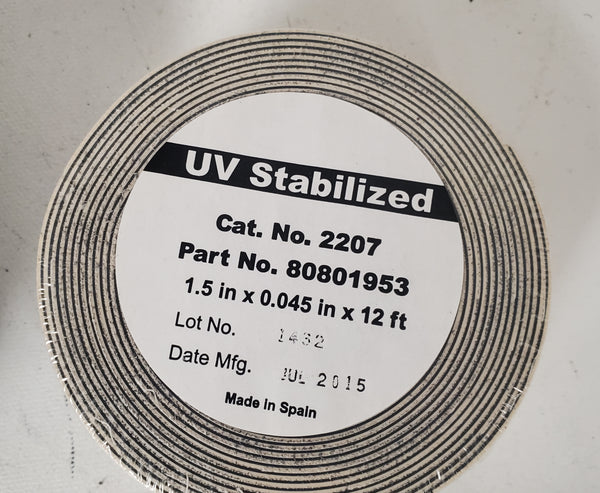 UV Stabilized
Cat. No. 2207
Part No. 80801953
1.5 in x 0.045 in x 12 ft
Lot No. 1432
Date Mfg. JUL 2015
Made in Spain